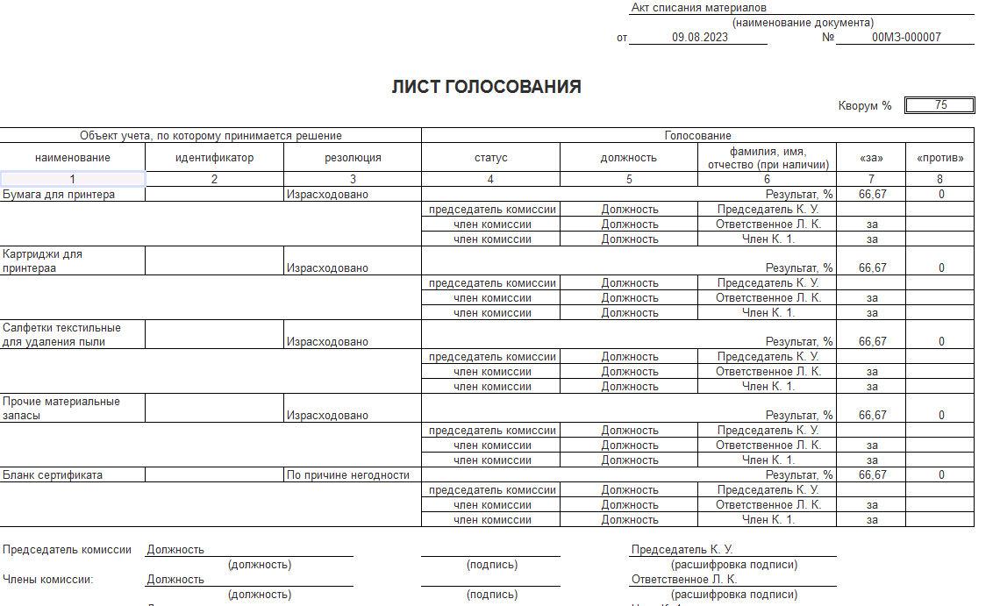 Акт списания материалов
(наименование документа)
от 09.08.2023 № 00МЗ-000007
ЛИСТ ГОЛОСОВАНИЯ
Кворум % 75
Объект учета, по которому принимается решение Голосование
наименование идентификатор резолюция статус должность фамилия, имя, отчество (при наличии) «за» «против»
1 2 3 4 5 6 7 8
Бумага для принтера Израсходовано Результат, % 66,67 0
председатель комиссии Должность Председатель К. У.
член комиссии Должность Ответственное Л. К. за
член комиссии Должность Член К. 1. за
Картриджи для
принтераа Израсходовано Результат, % 66,67 0
председатель комиссии Должность Председатель К. У.
член комиссии Должность Ответственное Л. К. за
член комиссии Должность Член К. 1. за
Салфетки текстильные
для удаления пыли Израсходовано Результат, % 66,67 0
председатель комиссии Должность Председатель К. У.
член комиссии Должность Ответственное Л. К. за
член комиссии Должность Член К. 1. за
Прочие материальные
запасы Израсходовано Результат, % 66,67 0
председатель комиссии Должность Председатель К. У.
член комиссии Должность Ответственное Л. К. за
член комиссии Должность Член К. 1. за
Бланк сертификата По причине негодности Результат, % 66,67 0
председатель комиссии Должность Председатель К. У.
член комиссии Должность Ответственное Л. К. за
член комиссии Должность Член К. 1. за
Председатель комиссии Должность Председатель К. У.
(должность) (подпись) (расшифровка подписи)
Члены комиссии: Должность Ответственное Л. К.
(должность) (подпись) (расшифровка подписи)